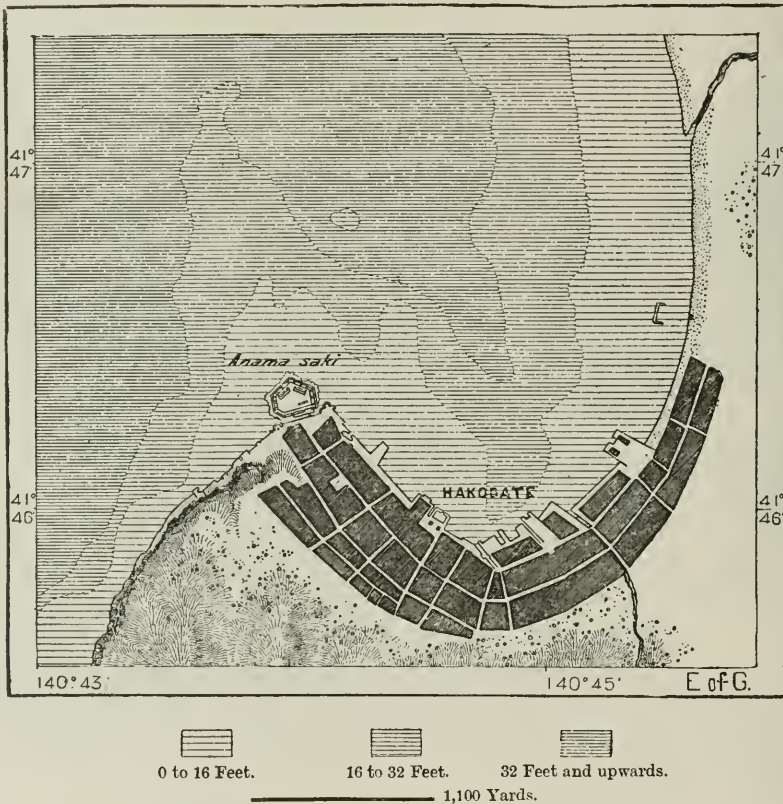 41°
47'
41°
47'
Anama saki
HAKODATE
41°
46'
41°
46'
140°43'
140°45'
E of G.
0 to 16 Feet.
16 to 32 Feet.
32 Feet and upwards.
1,100 Yards.